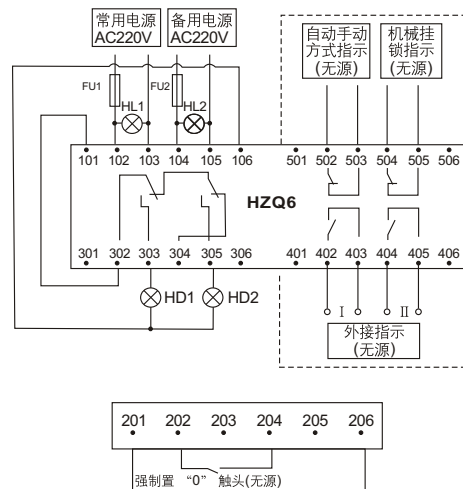 常用电源
AC220V
备用电源
AC220V
自动手动
方式指示
(无源)
机械挂
锁指示
(无源)
FU1
HL1
FU2
HL2
101 102 103 104 105 106
501 502 503 504 505 506
HZQ6
301 302 303 304 305 306
401 402 403 404 405 406
HD1
HD2
I
II
外接指示
(无源)
201 202 203 204 205 206
强制置 “0” 触头(无源)